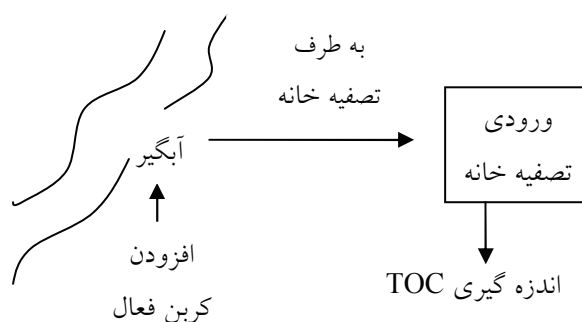 به طرف
تصفیه خانه
ورودی
تصفیه خانه
آبگیر
افزودن
کربن فعال
اندزه گیری TOC